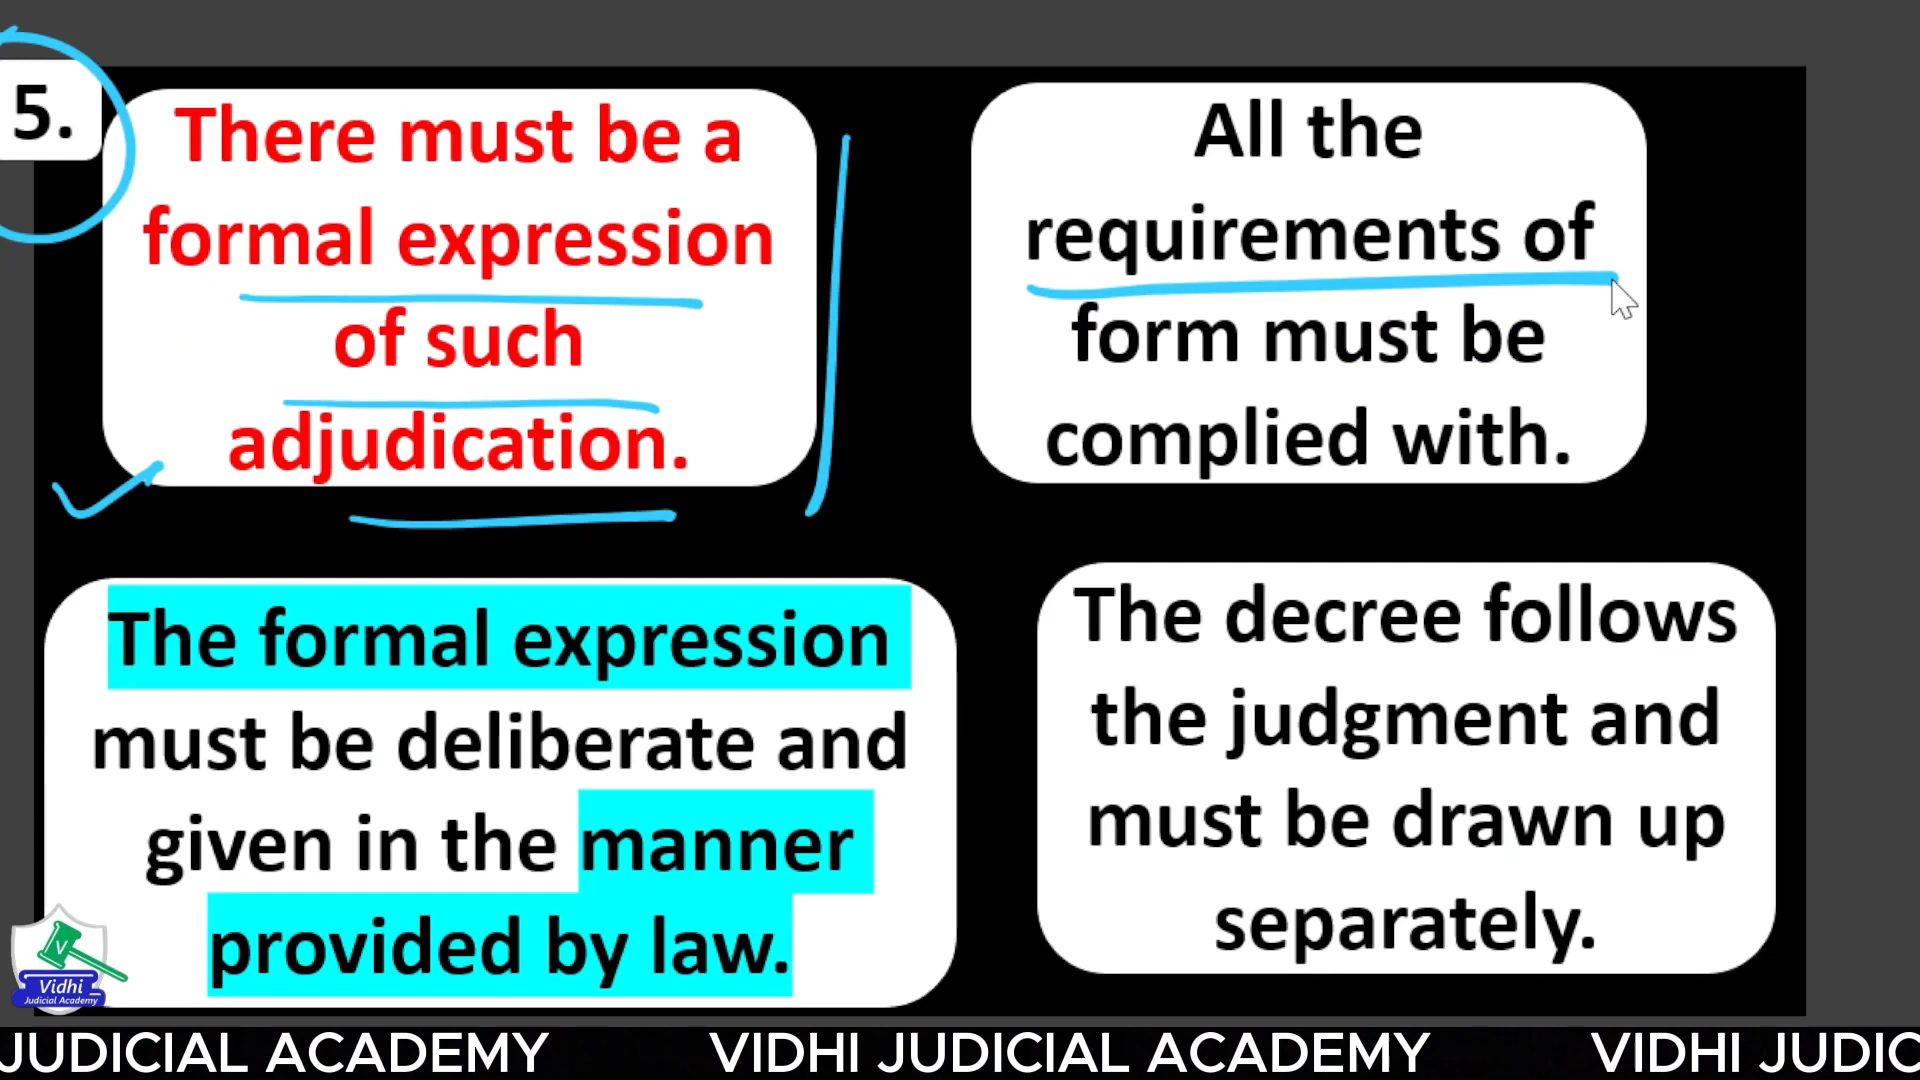 5.
There must be a
formal expression
of such
adjudication.
All the
requirements of
form must be
complied with.
The formal expression
must be deliberate and
given in the manner
provided by law.
The decree follows
the judgment and
must be drawn up
separately.
V
Vidhi
Judicial Academy
JUDICIAL ACADEMY VIDHI JUDICIAL ACADEMY VIDHI JUDIC